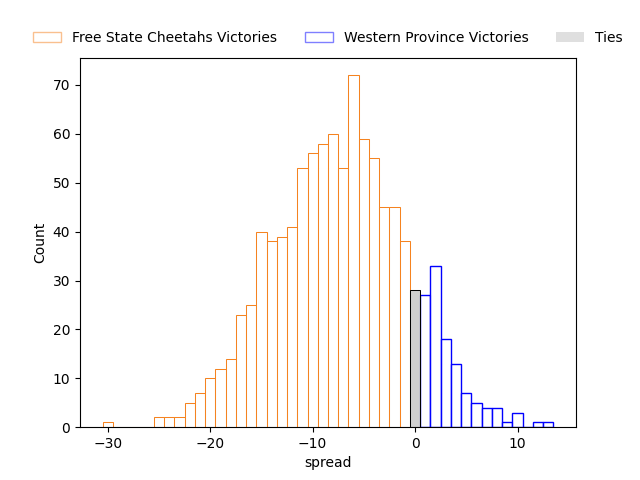 Free State Cheetahs Victories Western Province Victories Ties
70
60
50
40
30
20
10
0
Count
−30 −20 −10 0 10
spread